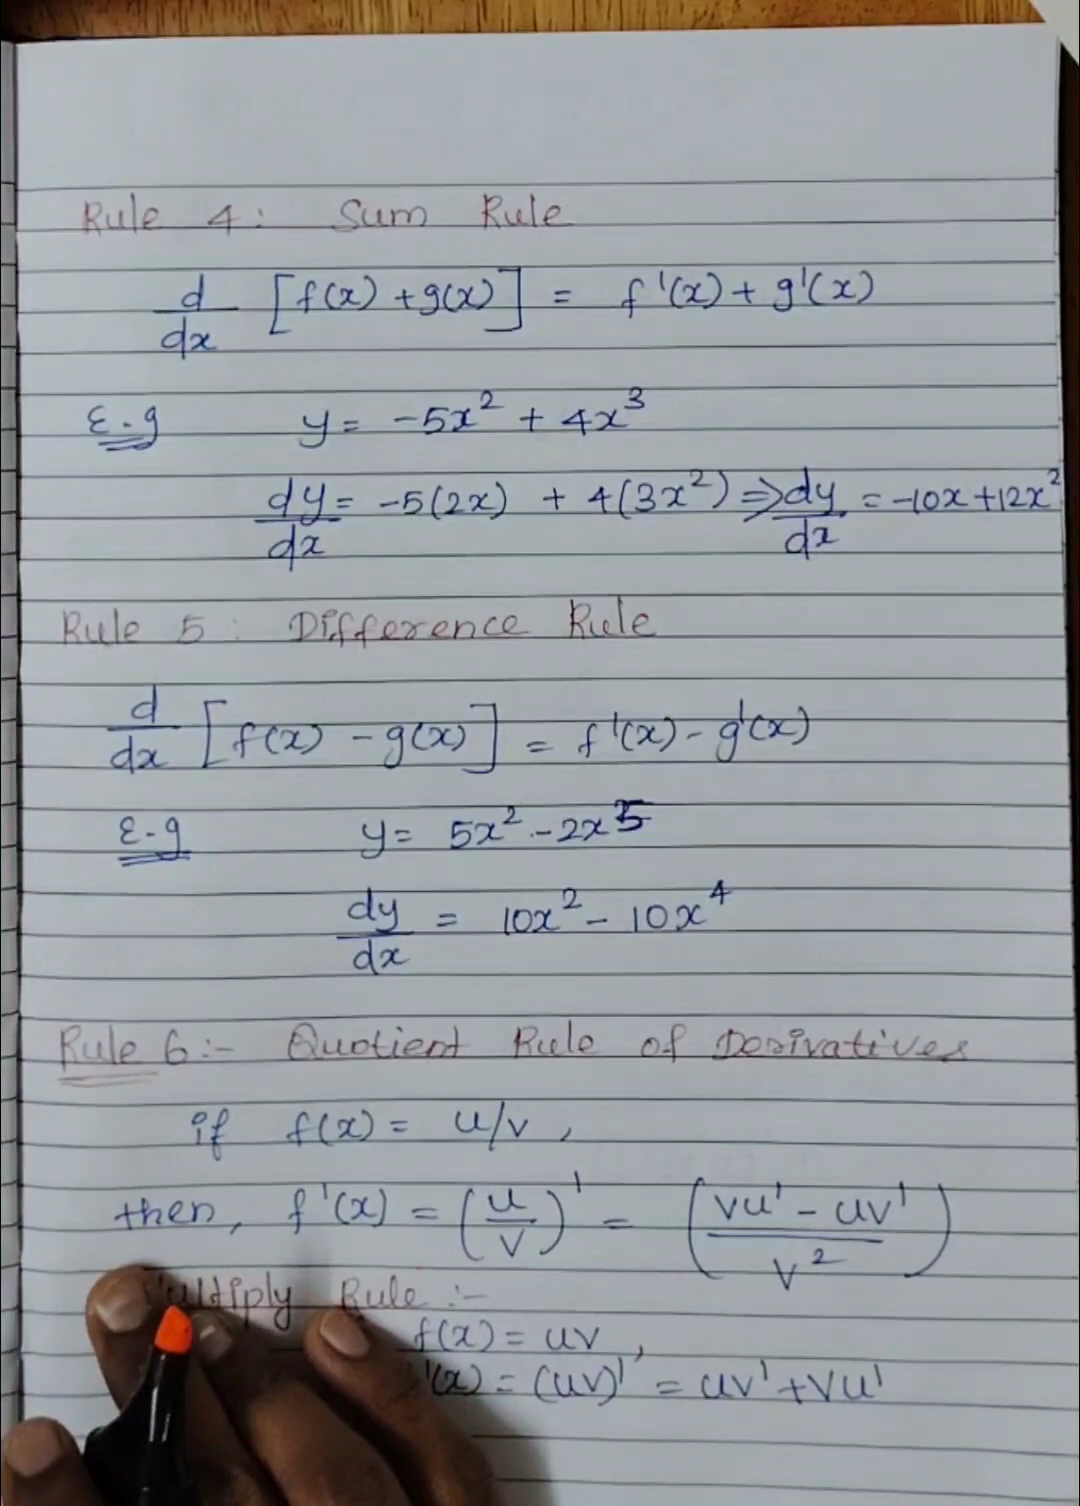 Rule 4: Sum Rule
d/dx [f(x) + g(x)] = f'(x) + g'(x)
E.g y = -5x² + 4x³
dy/dx = -5(2x) + 4(3x²) ⇒ dy/dx = -10x + 12x²
Rule 5: Difference Rule
d/dx [f(x) - g(x)] = f'(x) - g'(x)
E.g y = 5x² - 2x⁵
dy/dx = 10x² - 10x⁴
Rule 6:- Quotient Rule of Derivatives
if f(x) = u/v,
then, f'(x) = (u/v)' = (vu' - uv' / v²)
Rule :-
f(x) = uv,
'(x) = (uv)' = uv' + vu'